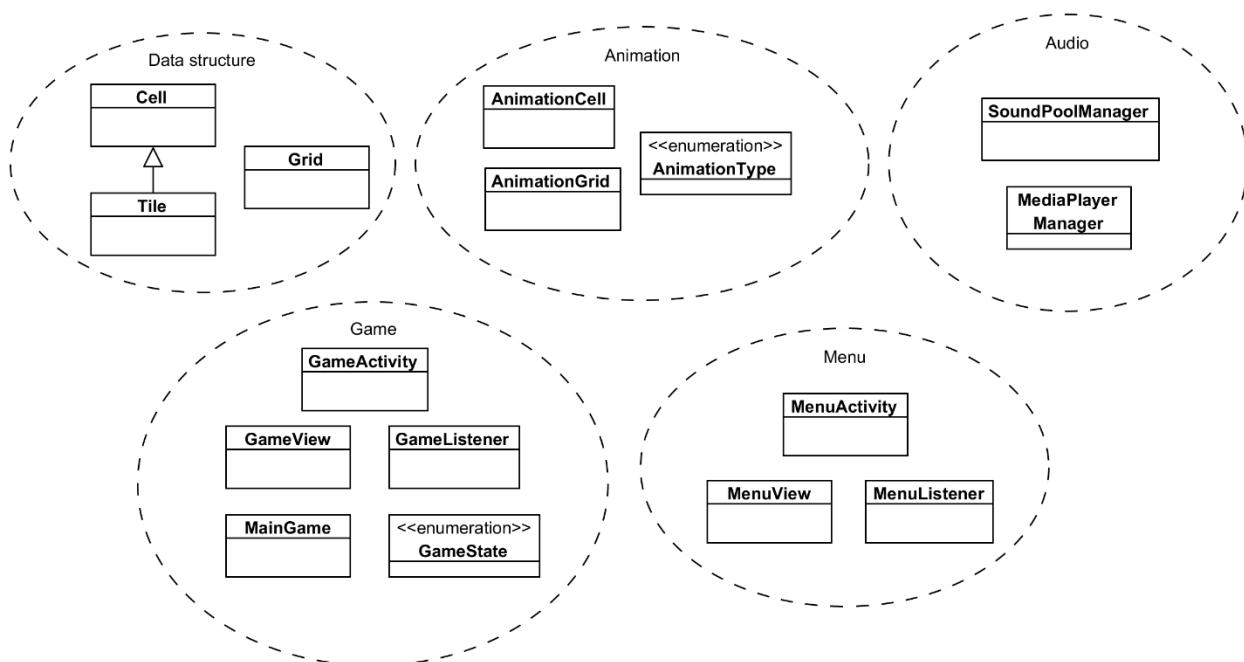 Data structure
Cell
Grid
Tile
Animation
AnimationCell
<<enumeration>>
AnimationType
AnimationGrid
Audio
SoundPoolManager
MediaPlayer
Manager
Game
GameActivity
GameView
GameListener
MainGame
<<enumeration>>
GameState
Menu
MenuActivity
MenuView
MenuListener